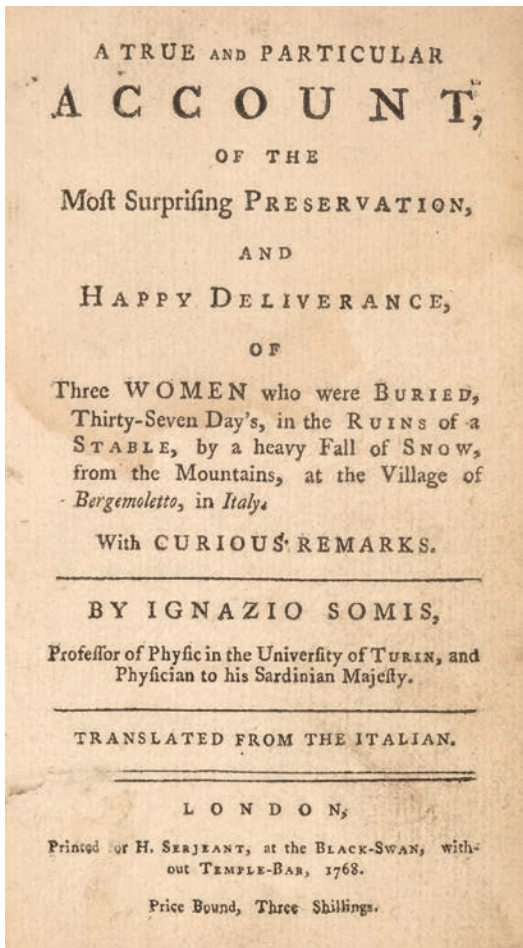 A TRUE AND PARTICULAR
ACCOUNT,
OF THE
Moſt Surpriſing PRESERVATION,
AND
HAPPY DELIVERANCE,
OF
Three WOMEN who were BURIED,
Thirty-Seven Day's, in the RUINS of a
STABLE, by a heavy Fall of SNOW,
from the Mountains, at the Village of
Bergemoletto, in Italy.
With CURIOUS REMARKS.
BY IGNAZIO SOMIS,
Profeſſor of Phyſic in the Univerſity of TURIN, and
Phyſician to his Sardinian Majeſty.
TRANSLATED FROM THE ITALIAN.
LONDON,
Printed or H. SERJEANT, at the BLACK-SWAN, with-
out TEMPLE-BAR, 1768.
Price Bound, Three Shillings.